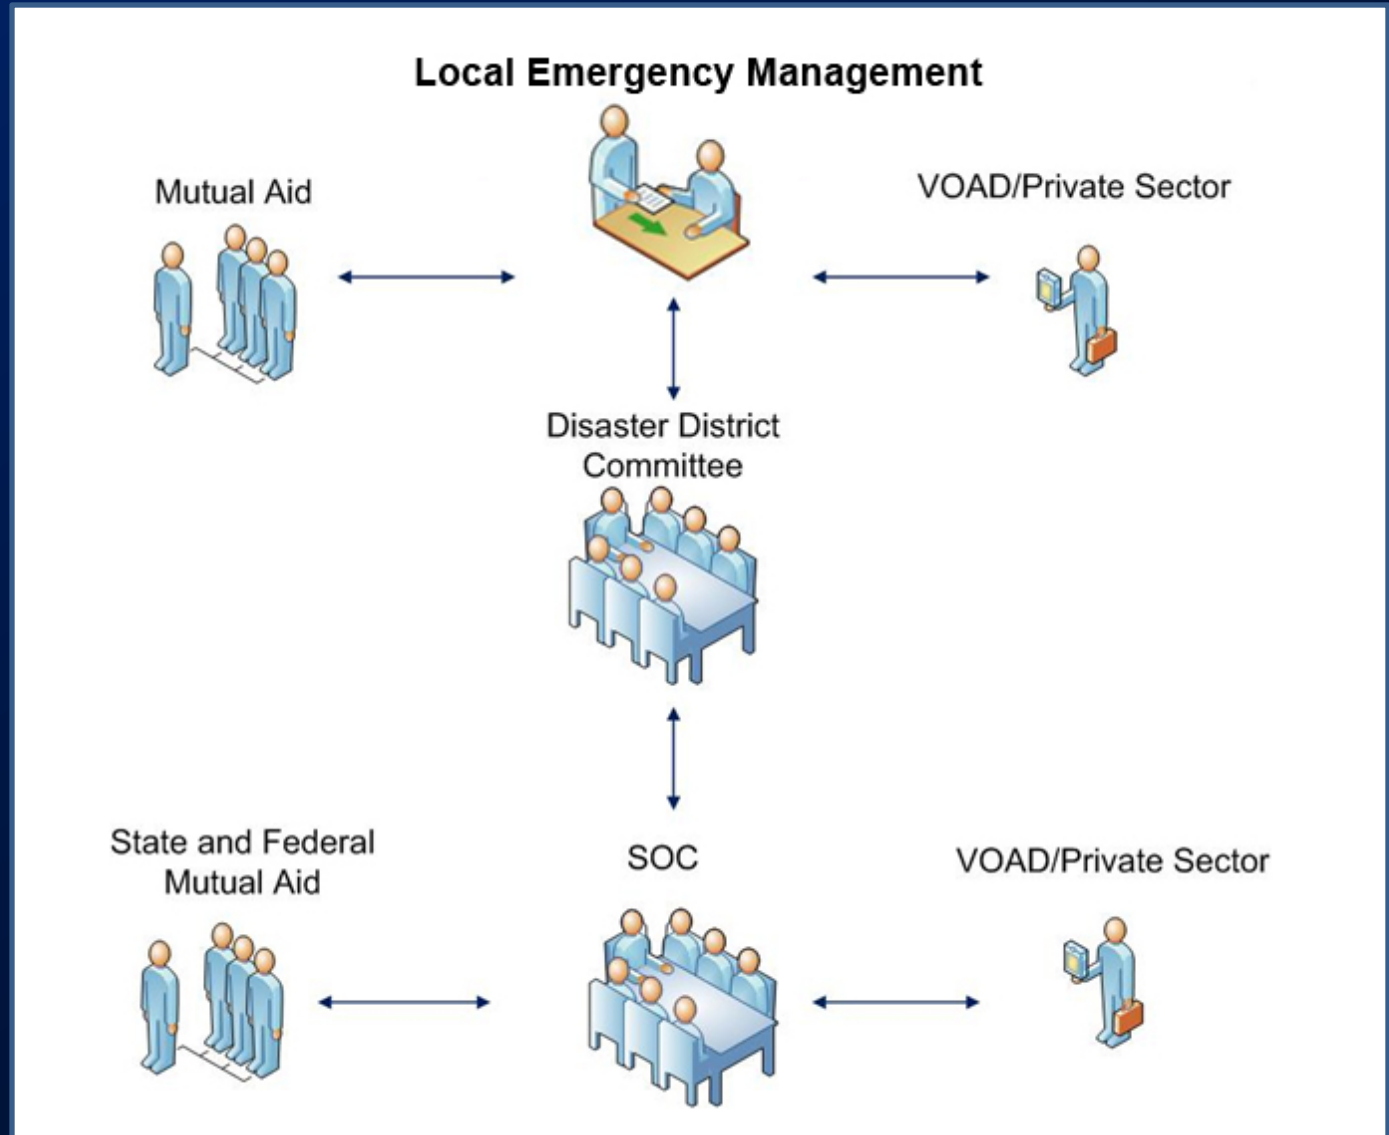 Local Emergency Management
Mutual Aid
VOAD/Private Sector
Disaster District
Committee
State and Federal
Mutual Aid
SOC
VOAD/Private Sector